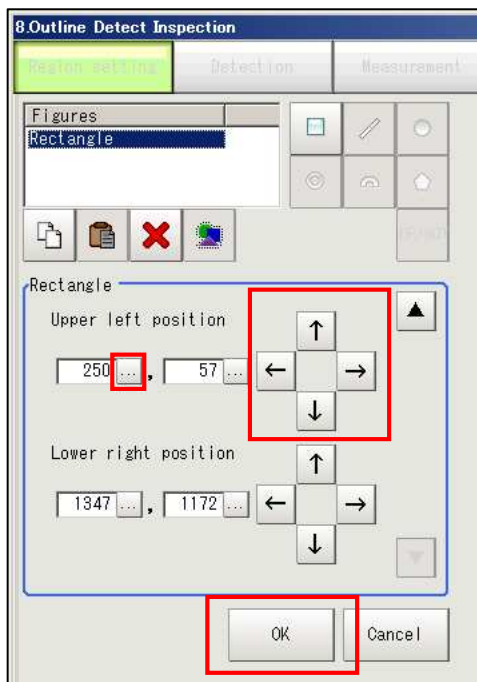 8.Outline Detect Inspection
Region setting Detection Measurement
Figures
Rectangle
Rectangle
Upper left position
250 ... , 57 ...
↑
← →
↓
Lower right position
1347 ... , 1172 ...
↑
← →
↓
OK Cancel